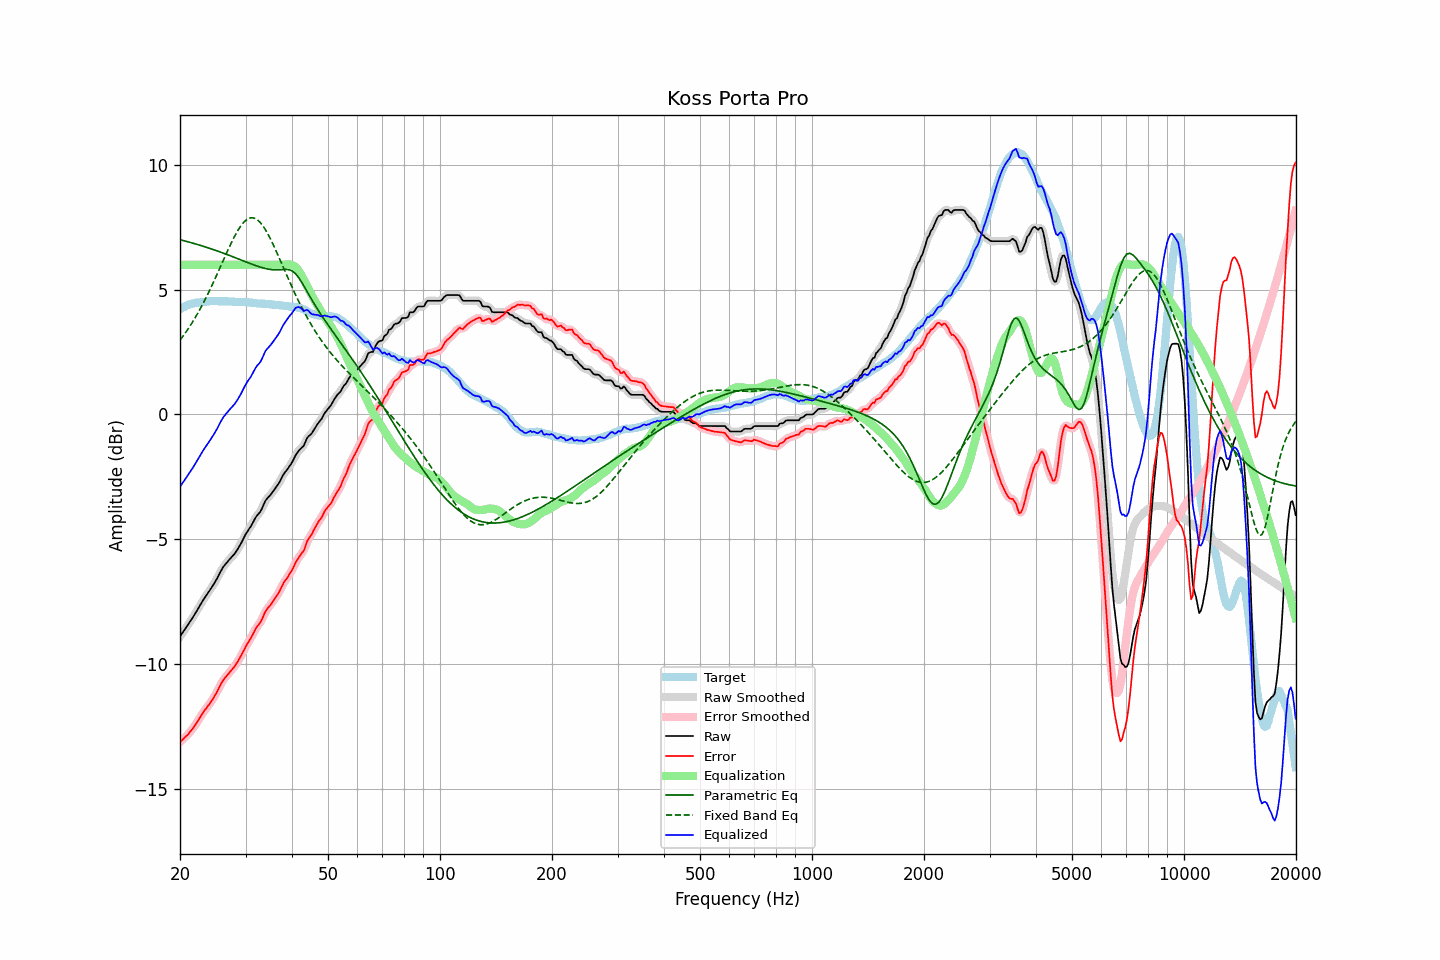 Koss Porta Pro
Amplitude (dBr)
10
5
0
−5
−10
−15
Target
Raw Smoothed
Error Smoothed
Raw
Error
Equalization
Parametric Eq
Fixed Band Eq
Equalized
20
50
100
200
500
1000
2000
5000
10000
20000
Frequency (Hz)